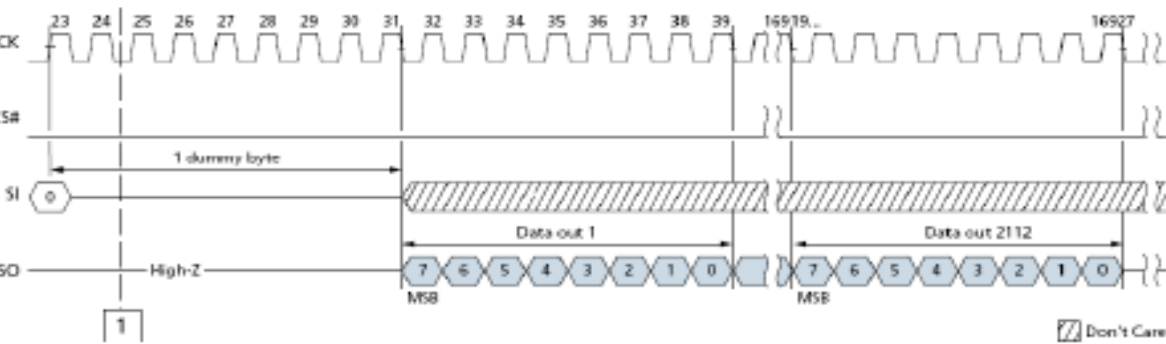 23 24 25 26 27 28 29 30 31 32 33 34 35 36 37 38 39 16919... 16927
CK
CS#
1 dummy byte
SI 0
Data out 1 Data out 2112
SO High-Z 7 6 5 4 3 2 1 0 7 6 5 4 3 2 1 0
MSB MSB
1
Don't Care